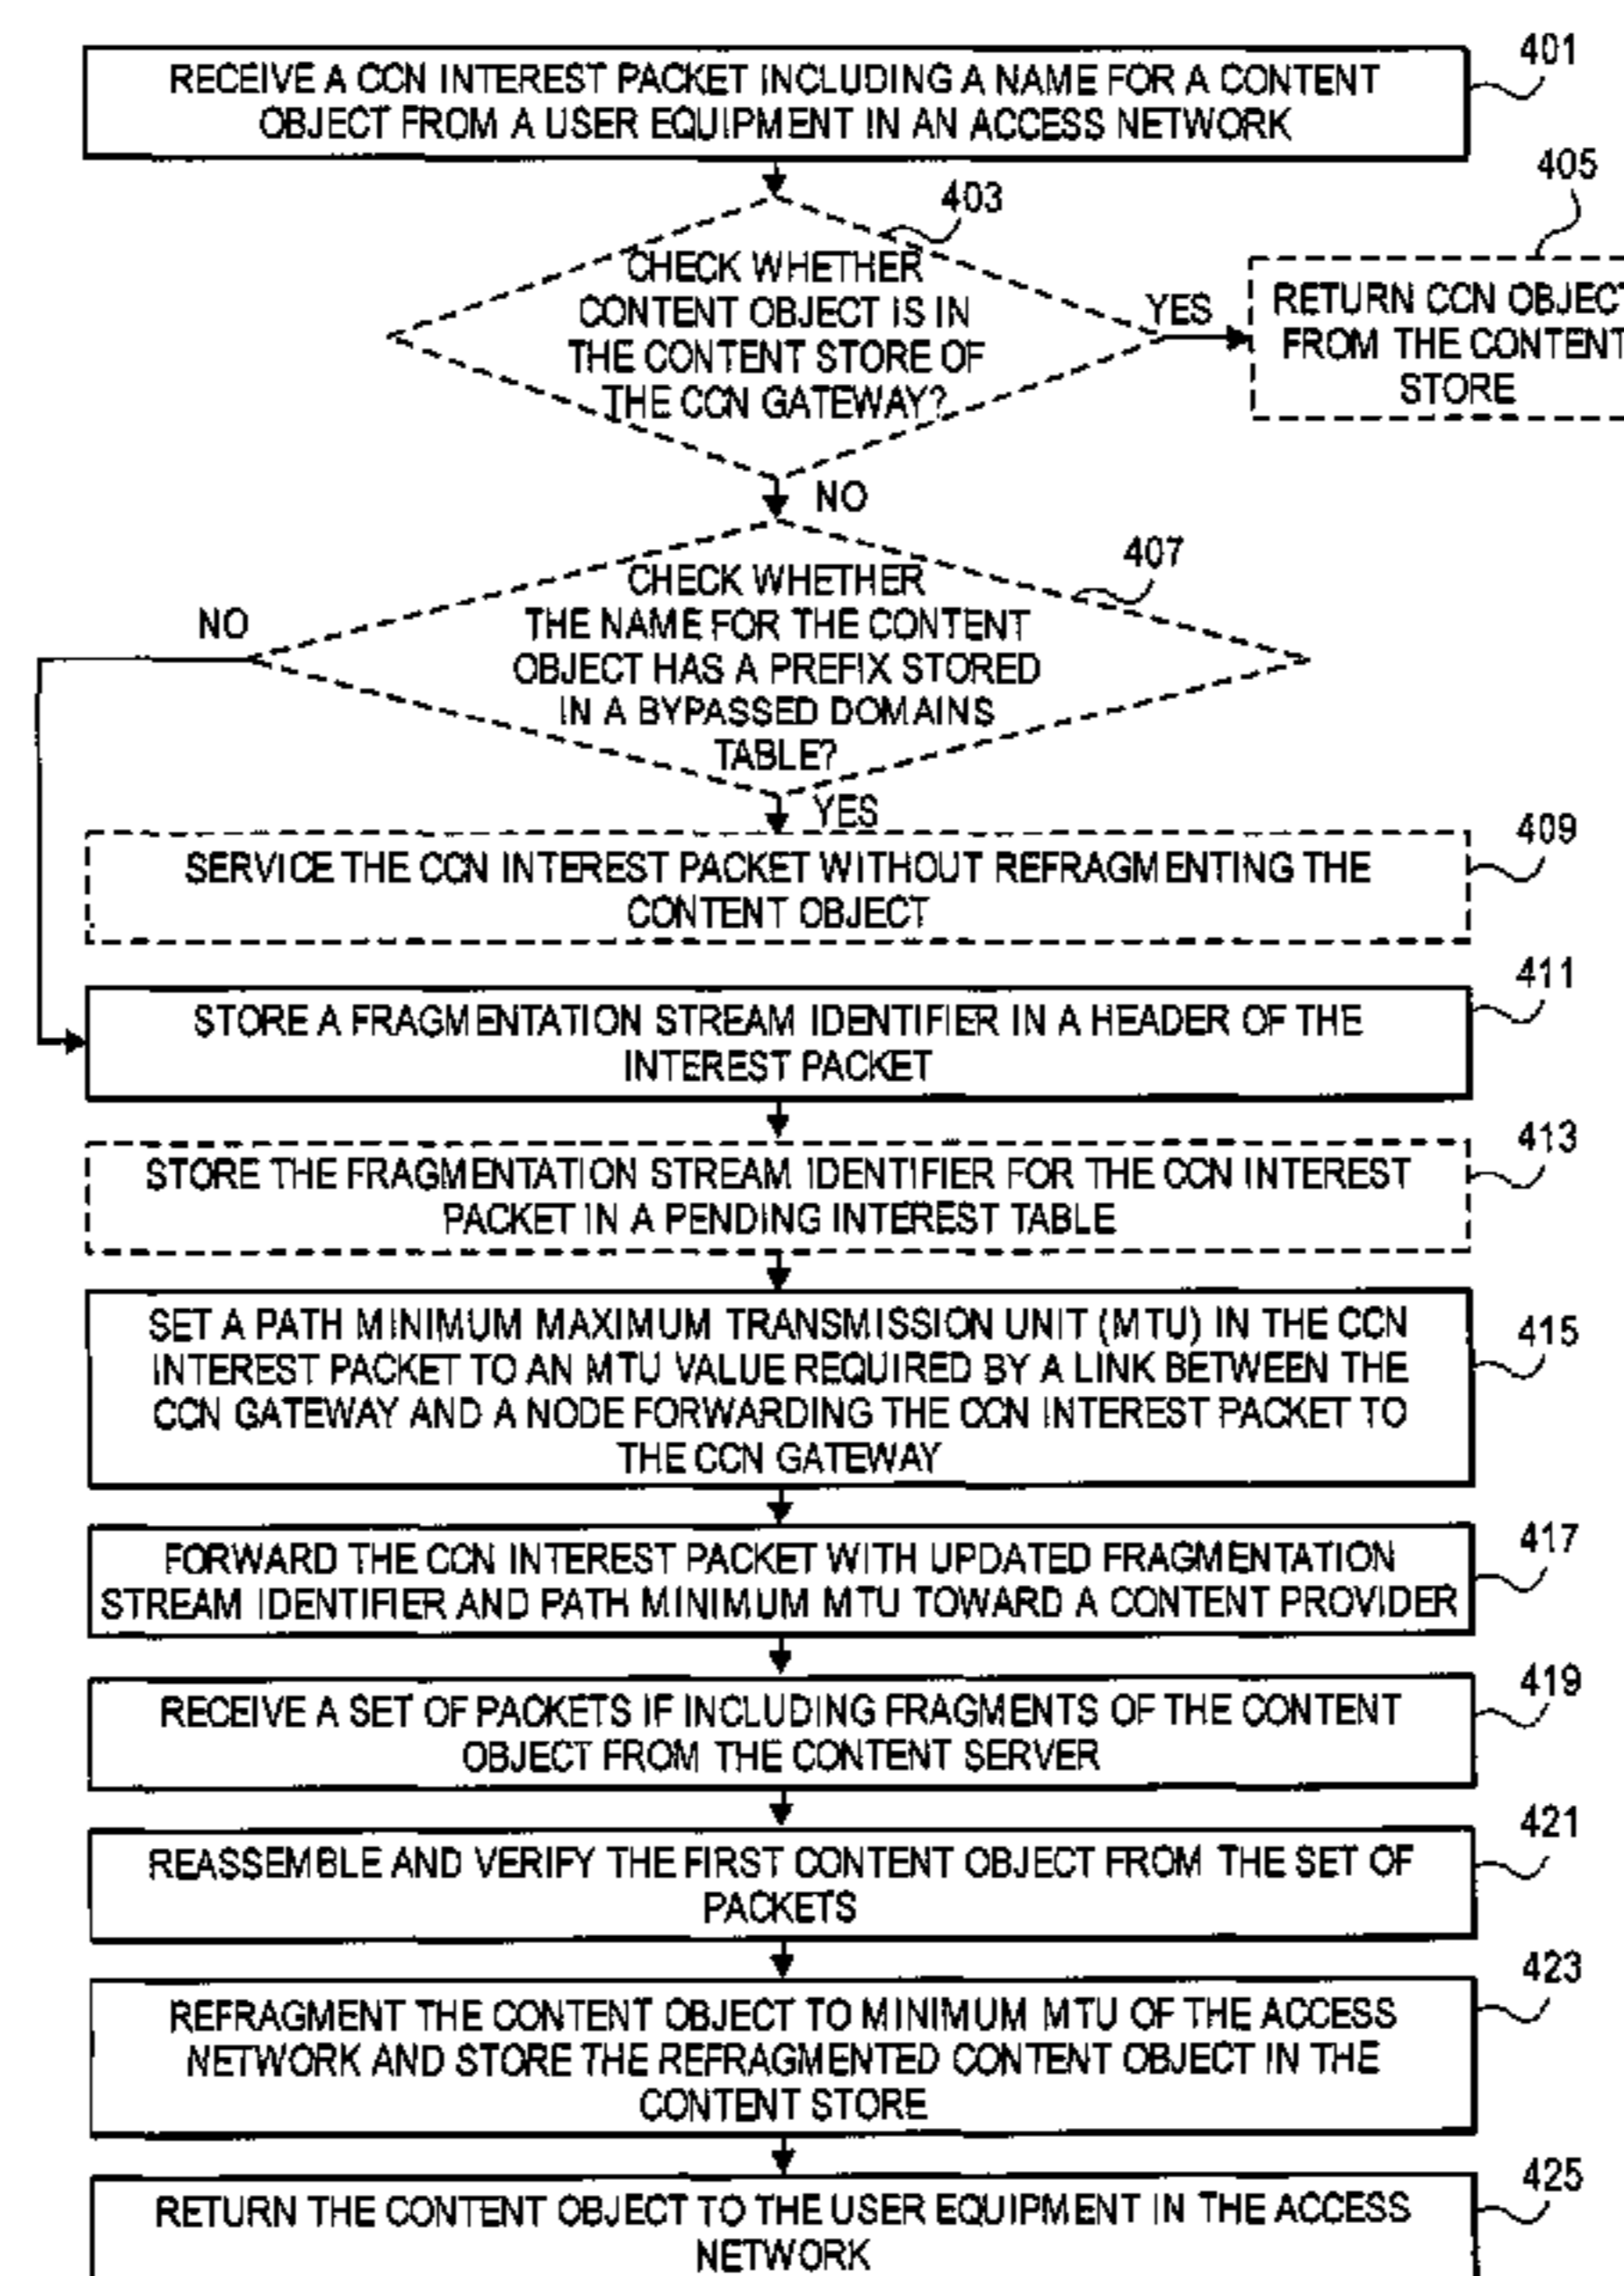 401
RECEIVE A CCN INTEREST PACKET INCLUDING A NAME FOR A CONTENT
OBJECT FROM A USER EQUIPMENT IN AN ACCESS NETWORK
403
CHECK WHETHER
CONTENT OBJECT IS IN
THE CONTENT STORE OF
THE CCN GATEWAY?
YES
405
RETURN CCN OBJECT
FROM THE CONTENT
STORE
NO
407
CHECK WHETHER
THE NAME FOR THE CONTENT
OBJECT HAS A PREFIX STORED
IN A BYPASSED DOMAINS
TABLE?
NO
YES
409
SERVICE THE CCN INTEREST PACKET WITHOUT REFRAGMENTING THE
CONTENT OBJECT
411
STORE A FRAGMENTATION STREAM IDENTIFIER IN A HEADER OF THE
INTEREST PACKET
413
STORE THE FRAGMENTATION STREAM IDENTIFIER FOR THE CCN INTEREST
PACKET IN A PENDING INTEREST TABLE
415
SET A PATH MINIMUM MAXIMUM TRANSMISSION UNIT (MTU) IN THE CCN
INTEREST PACKET TO AN MTU VALUE REQUIRED BY A LINK BETWEEN THE
CCN GATEWAY AND A NODE FORWARDING THE CCN INTEREST PACKET TO
THE CCN GATEWAY
417
FORWARD THE CCN INTEREST PACKET WITH UPDATED FRAGMENTATION
STREAM IDENTIFIER AND PATH MINIMUM MTU TOWARD A CONTENT PROVIDER
419
RECEIVE A SET OF PACKETS IF INCLUDING FRAGMENTS OF THE CONTENT
OBJECT FROM THE CONTENT SERVER
421
REASSEMBLE AND VERIFY THE FIRST CONTENT OBJECT FROM THE SET OF
PACKETS
423
REFRAGMENT THE CONTENT OBJECT TO MINIMUM MTU OF THE ACCESS
NETWORK AND STORE THE REFRAGMENTED CONTENT OBJECT IN THE
CONTENT STORE
425
RETURN THE CONTENT OBJECT TO THE USER EQUIPMENT IN THE ACCESS
NETWORK